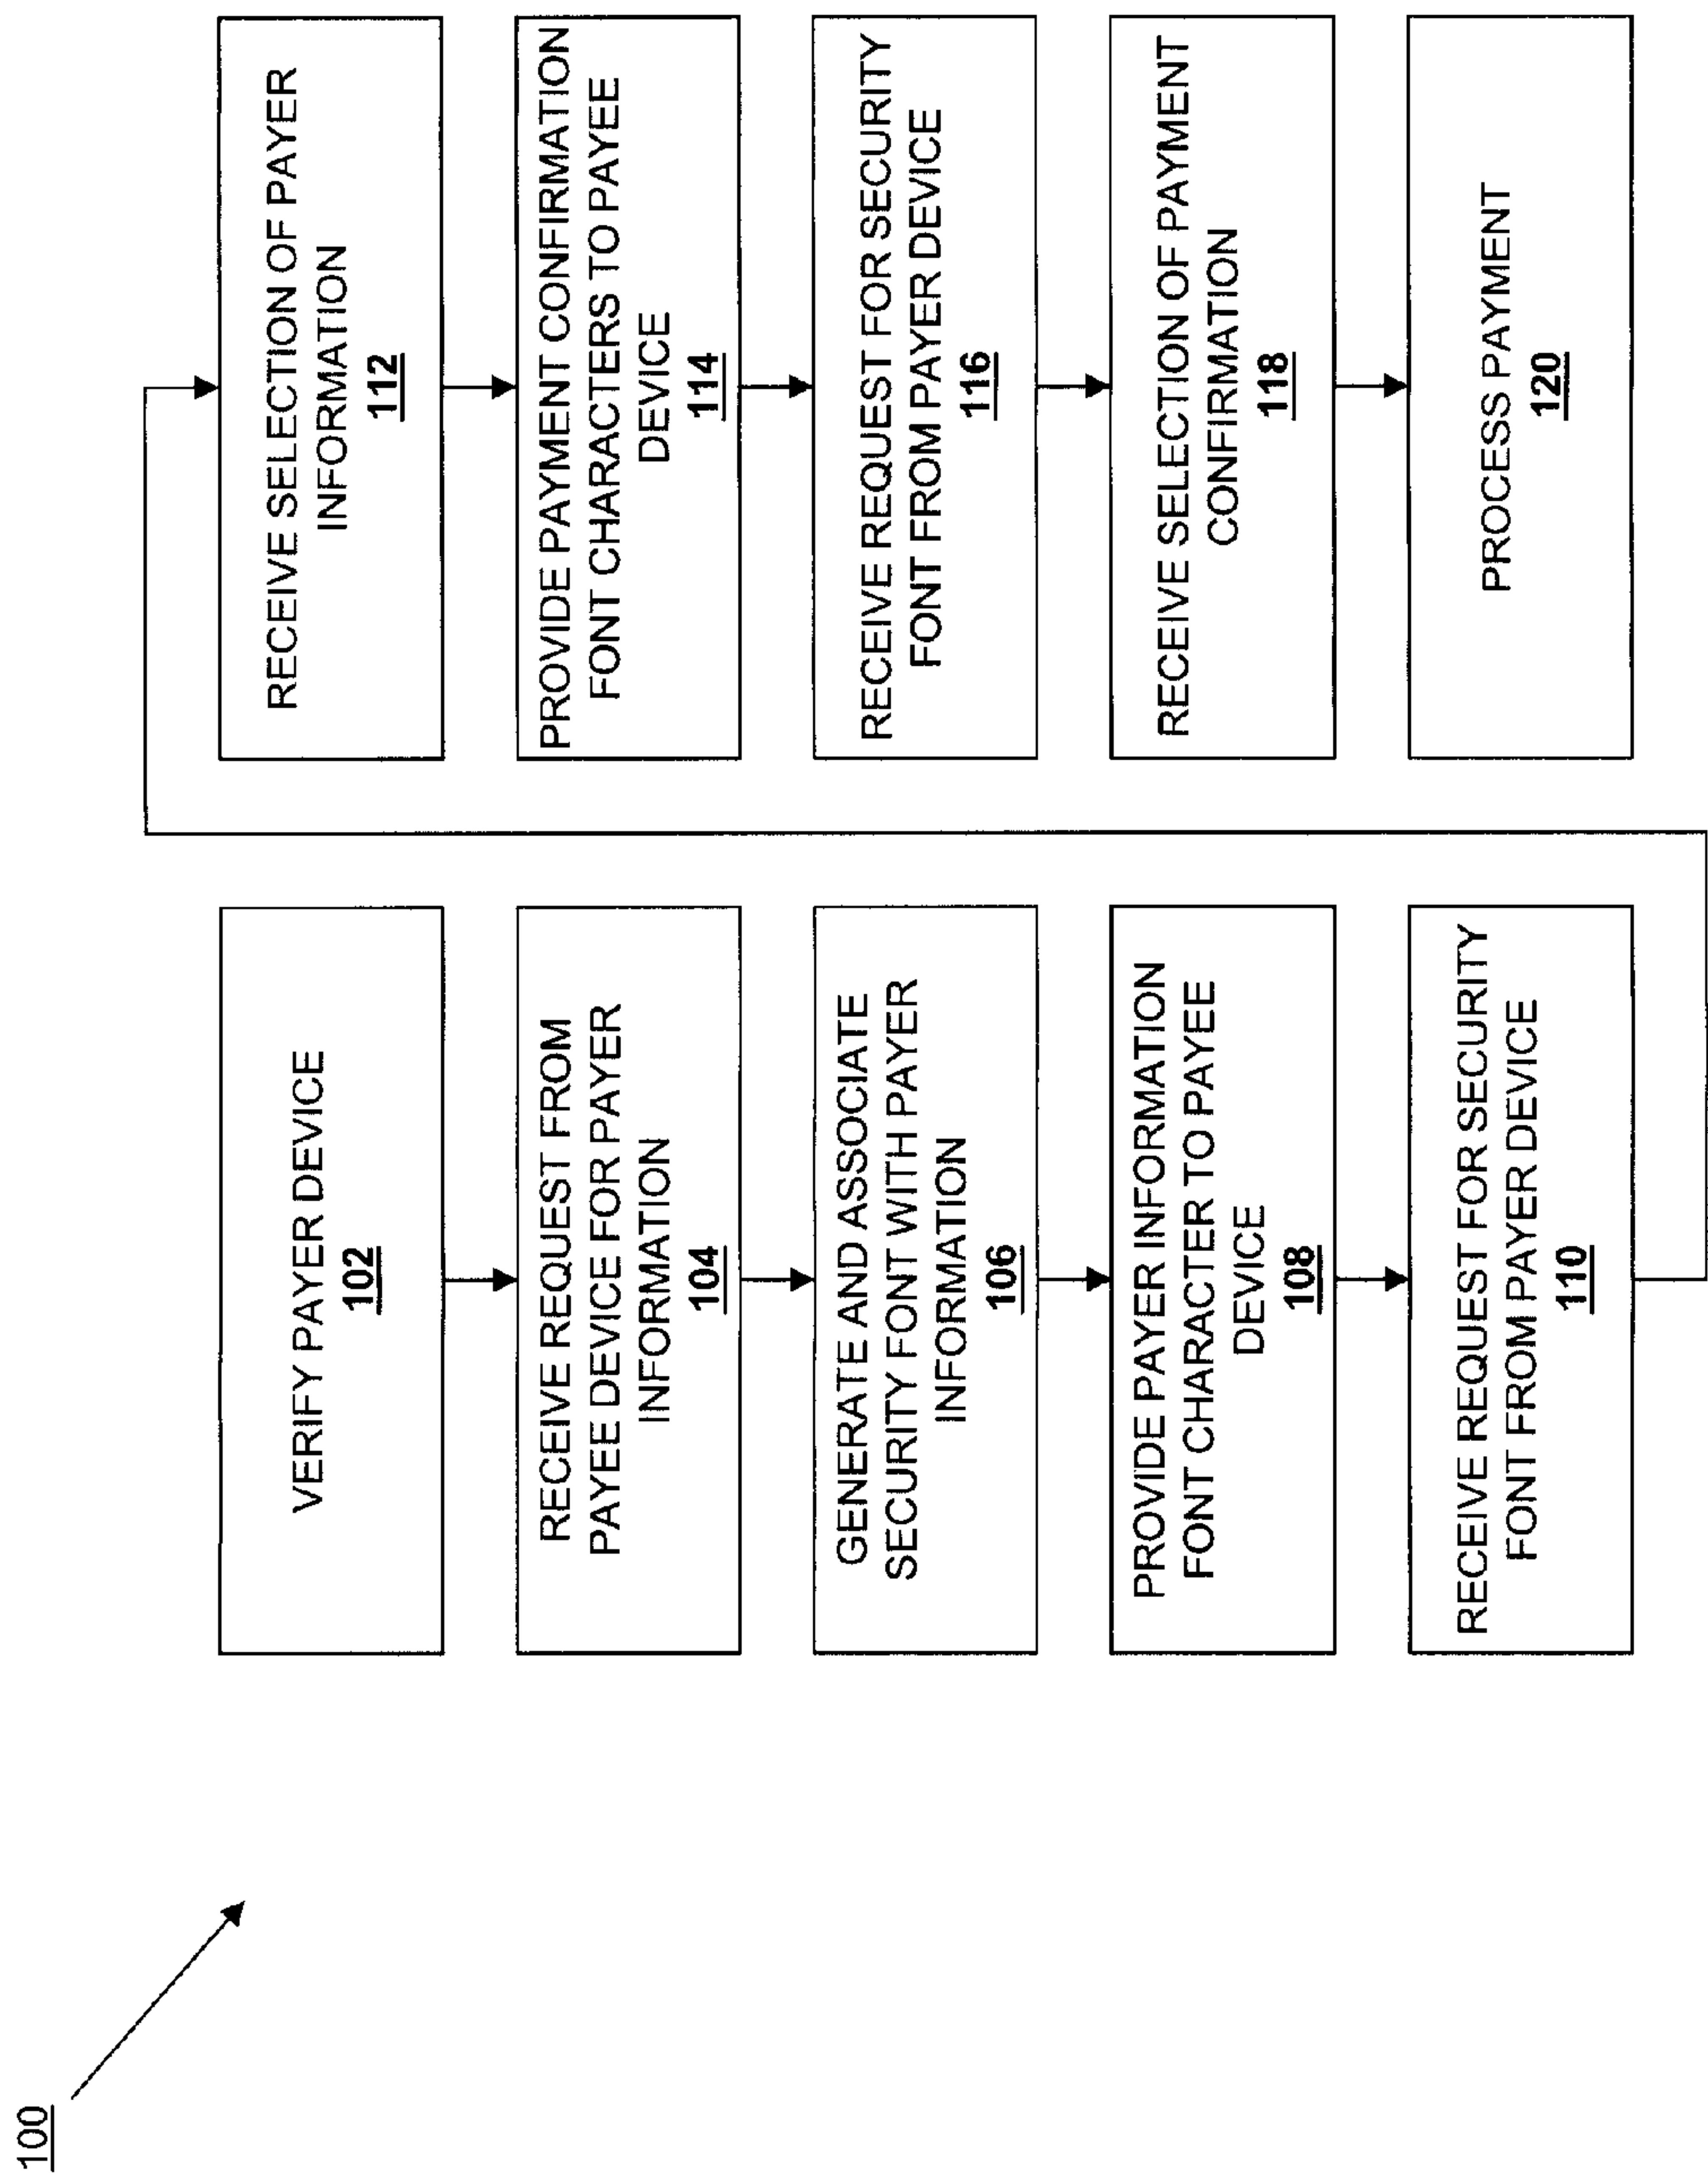 100
VERIFY PAYER DEVICE
102
RECEIVE REQUEST FROM
PAYEE DEVICE FOR PAYER
INFORMATION
104
GENERATE AND ASSOCIATE
SECURITY FONT WITH PAYER
INFORMATION
106
PROVIDE PAYER INFORMATION
FONT CHARACTER TO PAYEE
DEVICE
108
RECEIVE REQUEST FOR SECURITY
FONT FROM PAYER DEVICE
110
RECEIVE SELECTION OF PAYER
INFORMATION
112
PROVIDE PAYMENT CONFIRMATION
FONT CHARACTERS TO PAYEE
DEVICE
114
RECEIVE REQUEST FOR SECURITY
FONT FROM PAYER DEVICE
116
RECEIVE SELECTION OF PAYMENT
CONFIRMATION
118
PROCESS PAYMENT
120